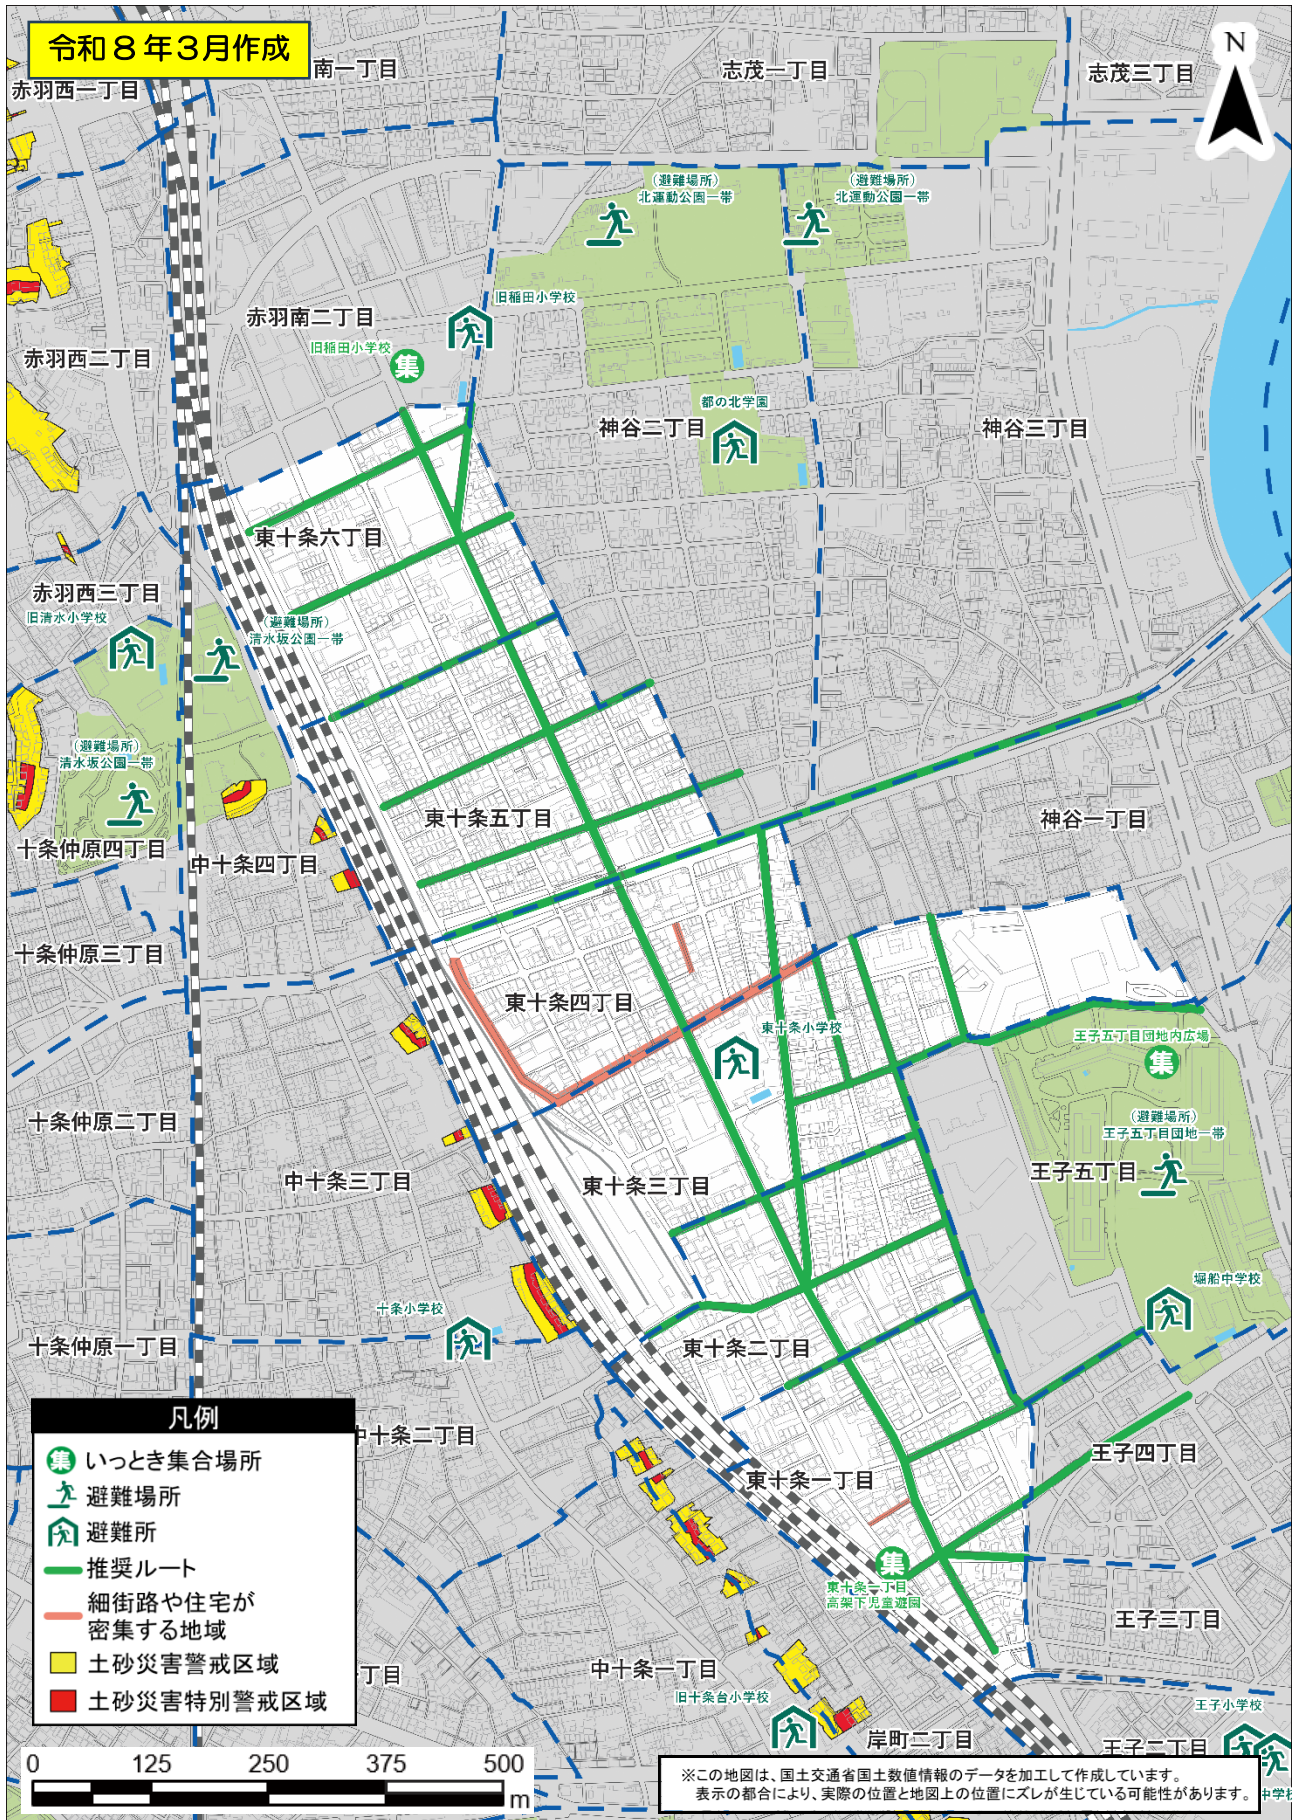 令和８年３月作成
N
南一丁目
志茂一丁目
志茂三丁目
赤羽西一丁目
（避難場所）
北運動公園一帯
（避難場所）
北運動公園一帯
旧稲田小学校
赤羽南二丁目
旧稲田小学校
集
赤羽西二丁目
都の北学園
神谷二丁目
神谷三丁目
東十条六丁目
赤羽西三丁目
旧清水小学校
（避難場所）
清水坂公園一帯
（避難場所）
清水坂公園一帯
東十条五丁目
神谷一丁目
十条仲原四丁目
中十条四丁目
十条仲原三丁目
東十条四丁目
東十条小学校
王子五丁目団地内広場
集
十条仲原二丁目
（避難場所）
王子五丁目団地一帯
王子五丁目
中十条三丁目
東十条三丁目
堀船中学校
十条小学校
十条仲原一丁目
東十条二丁目
中十条二丁目
王子四丁目
東十条一丁目
集
東十条一丁目
高架下児童遊園
王子三丁目
中十条一丁目
丁目
旧十条台小学校
王子小学校
岸町二丁目
王子二丁目
中学校
凡例
集 いっとき集合場所
避難場所
避難所
推奨ルート
細街路や住宅が
密集する地域
土砂災害警戒区域
土砂災害特別警戒区域
0 125 250 375 500
m
※この地図は、国土交通省国土数値情報のデータを加工して作成しています。
表示の都合により、実際の位置と地図上の位置にズレが生じている可能性があります。